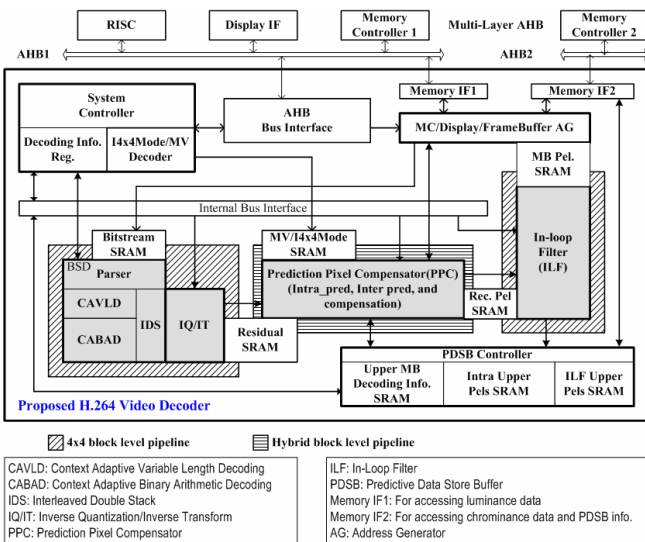 RISC
Display IF
Memory
Controller 1
Multi-Layer AHB
Memory
Controller 2
AHB1
AHB2
System
Controller
Decoding Info.
Reg.
I4x4Mode/MV
Decoder
AHB
Bus Interface
Memory IF1
Memory IF2
MC/Display/FrameBuffer AG
MB Pel.
SRAM
Internal Bus Interface
Bitstream
SRAM
MV/I4x4Mode
SRAM
In-loop
Filter
(ILF)
BSD
Parser
CAVLD
CABAD
IDS
IQ/IT
Prediction Pixel Compensator(PPC)
(Intra_pred, Inter pred, and
compensation)
Rec. Pel
SRAM
Residual
SRAM
PDSB Controller
Upper MB
Decoding Info.
SRAM
Intra Upper
Pels SRAM
ILF Upper
Pels SRAM
Proposed H.264 Video Decoder
4x4 block level pipeline
Hybrid block level pipeline
CAVLD: Context Adaptive Variable Length Decoding
CABAD: Context Adaptive Binary Arithmetic Decoding
IDS: Interleaved Double Stack
IQ/IT: Inverse Quantization/Inverse Transform
PPC: Prediction Pixel Compensator
ILF: In-Loop Filter
PDSB: Predictive Data Store Buffer
Memory IF1: For accessing luminance data
Memory IF2: For accessing chrominance data and PDSB info.
AG: Address Generator